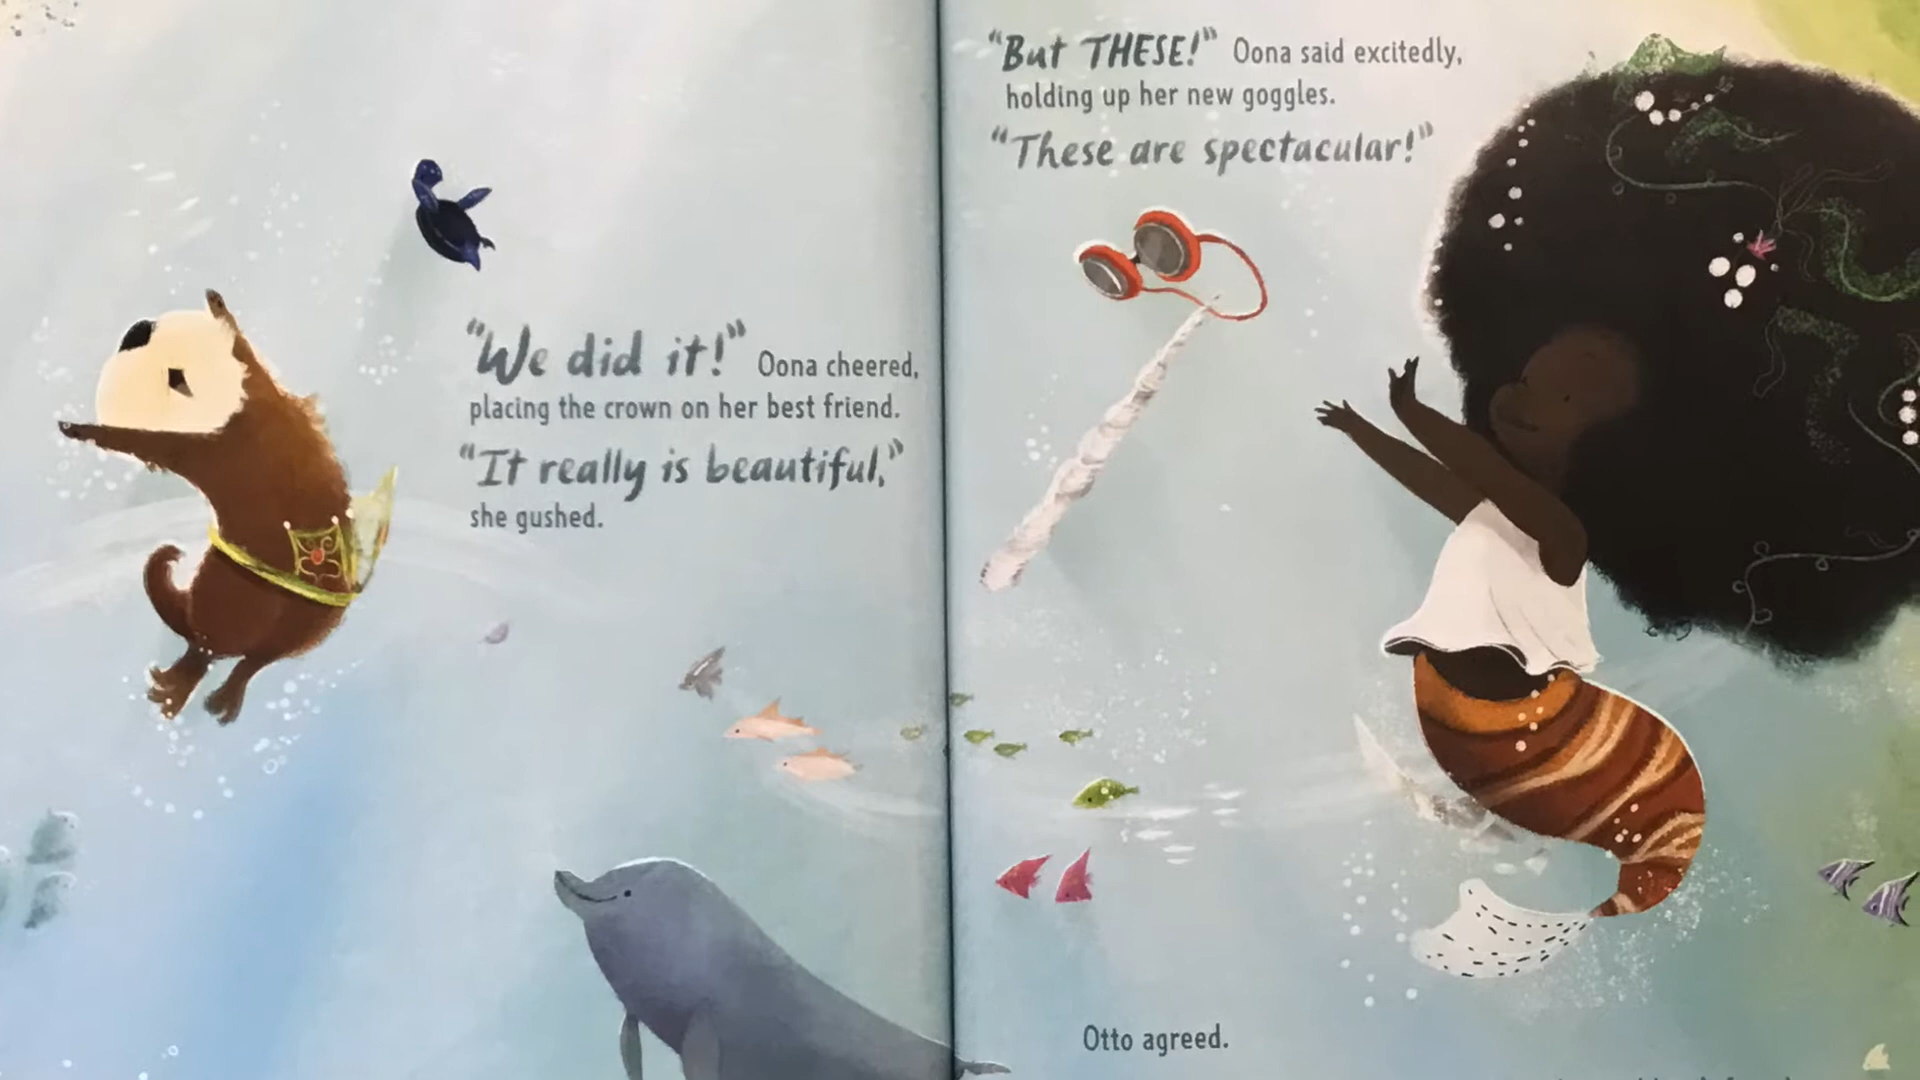 "We did it!" Oona cheered,
placing the crown on her best friend.
"It really is beautiful,"
she gushed.
"But THESE!" Oona said excitedly,
holding up her new goggles.
"These are spectacular!"
Otto agreed.